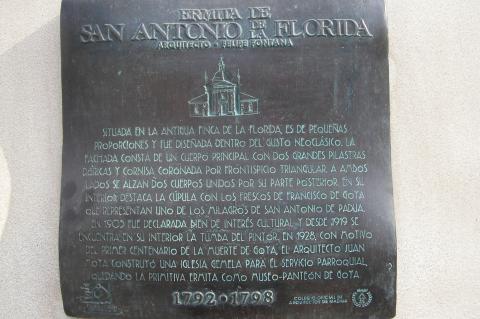 ERMITA DE
SAN ANTONIO DE LA FLORIDA
ARQUITECTO · FELIPE FONTANA
SITUADA EN LA ANTIGUA FINCA DE LA FLORIDA, ES DE PEQUEÑAS
PROPORCIONES Y FUE DISEÑADA DENTRO DEL GUSTO NEOCLÁSICO. LA
FACHADA CONSTA DE UN CUERPO PRINCIPAL CON DOS GRANDES PILASTRAS
DÓRICAS Y CORNISA CORONADA POR FRONTISPICIO TRIANGULAR. A AMBOS
LADOS SE ALZAN DOS CUERPOS UNIDOS POR SU PARTE POSTERIOR. EN SU
INTERIOR DESTACA LA CÚPULA CON LOS FRESCOS DE FRANCISCO DE GOYA
QUE REPRESENTAN UNO DE LOS MILAGROS DE SAN ANTONIO DE PADUA.
EN 1905 FUE DECLARADA BIEN DE INTERÉS CULTURAL Y DESDE 1919 SE
ENCUENTRA EN SU INTERIOR LA TUMBA DEL PINTOR. EN 1928, CON MOTIVO
DEL PRIMER CENTENARIO DE LA MUERTE DE GOYA, EL ARQUITECTO JUAN
MOYA CONSTRUYÓ UNA IGLESIA GEMELA PARA EL SERVICIO PARROQUIAL,
QUEDANDO LA PRIMITIVA ERMITA COMO MUSEO-PANTEÓN DE GOYA.
1792 · 1798
COLEGIO OFICIAL DE
ARQUITECTOS DE MADRID